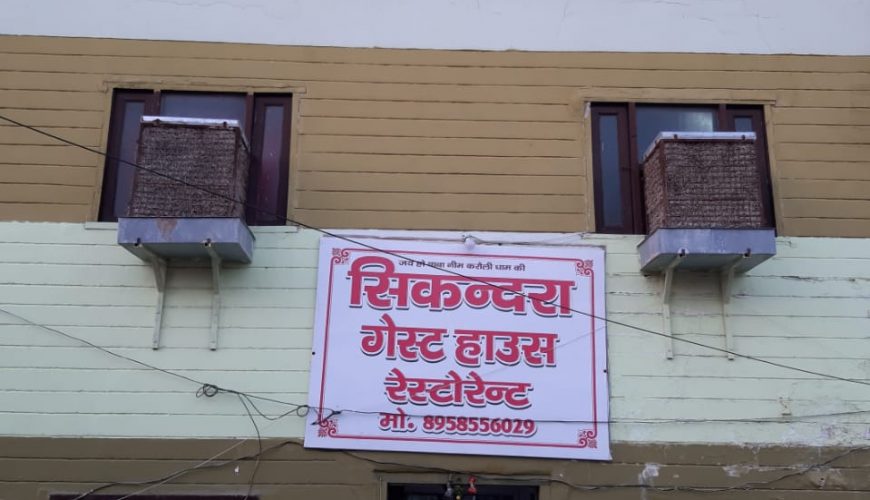 जय हो बाबा नीम करौली धाम की
सिकन्दरा
गेस्ट हाउस
रेस्टोरेन्ट
मो. 8958556029